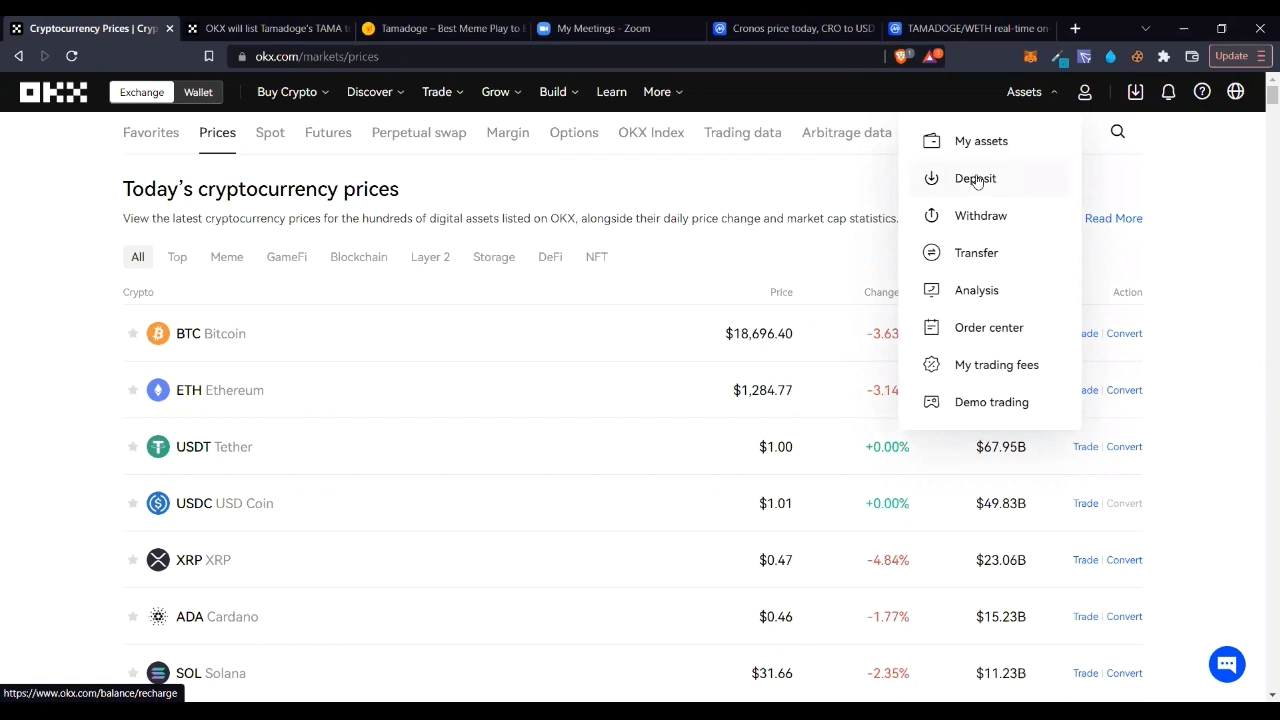 Cryptocurrency Prices | Cryp
OKX will list Tamadoge's TAMA to
Tamadoge – Best Meme Play to E
My Meetings - Zoom
Cronos price today, CRO to USD
TAMADOGE/WETH real-time on-
okx.com/markets/prices
1
3
Update
OKX
Exchange
Wallet
Buy Crypto
Discover
Trade
Grow
Build
Learn
More
Assets
Favorites
Prices
Spot
Futures
Perpetual swap
Margin
Options
OKX Index
Trading data
Arbitrage data
My assets
Deposit
Withdraw
Transfer
Analysis
Order center
My trading fees
Demo trading
Today's cryptocurrency prices
View the latest cryptocurrency prices for the hundreds of digital assets listed on OKX, alongside their daily price change and market cap statistics.
Read More
All
Top
Meme
GameFi
Blockchain
Layer 2
Storage
DeFi
NFT
Crypto
Price
Change
Action
BTC Bitcoin
$18,696.40
-3.63
ade | Convert
ETH Ethereum
$1,284.77
-3.14
ade | Convert
USDT Tether
$1.00
+0.00%
$67.95B
Trade | Convert
USDC USD Coin
$1.01
+0.00%
$49.83B
Trade | Convert
XRP XRP
$0.47
-4.84%
$23.06B
Trade | Convert
ADA Cardano
$0.46
-1.77%
$15.23B
Trade | Convert
SOL Solana
$31.66
-2.35%
$11.23B
Trade | Convert
https://www.okx.com/balance/recharge